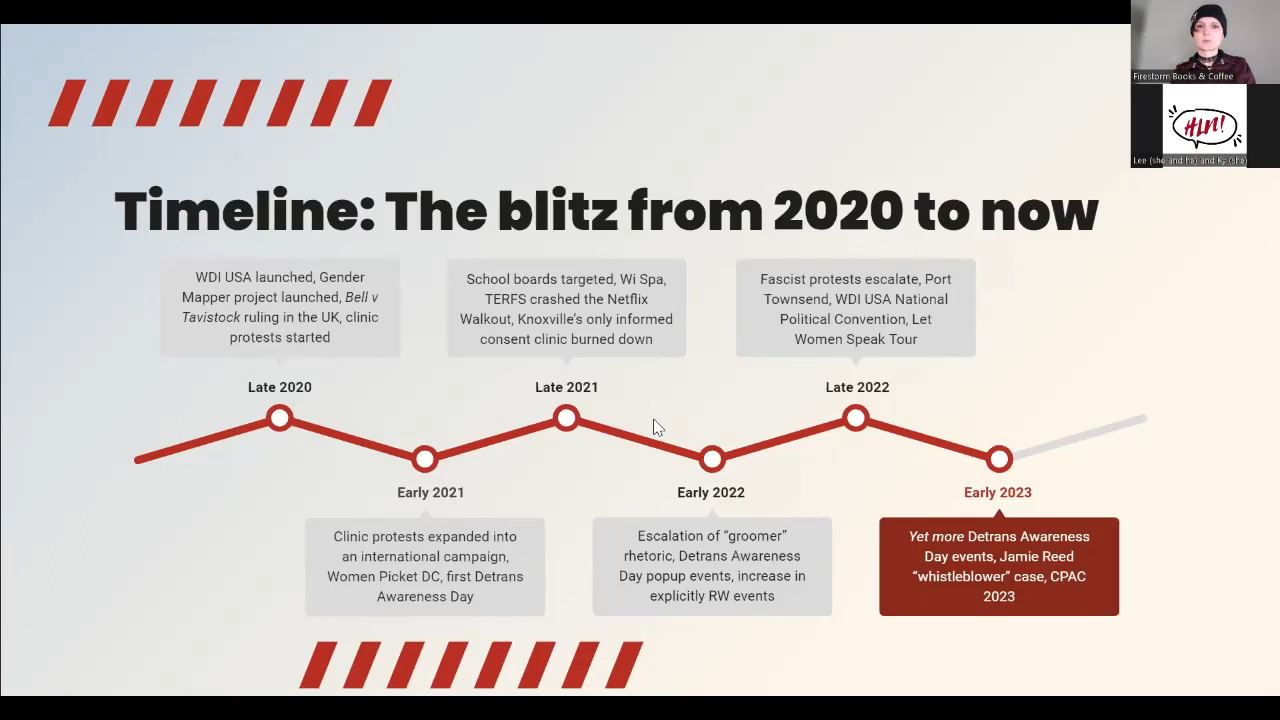 Firestorm Books & Coffee
HLN!
Lee (she and he) and Ky (she)
Timeline: The blitz from 2020 to now
WDI USA launched, Gender
Mapper project launched, Bell v
Tavistock ruling in the UK, clinic
protests started
Late 2020
School boards targeted, Wi Spa,
TERFS crashed the Netflix
Walkout, Knoxville's only informed
consent clinic burned down
Late 2021
Fascist protests escalate, Port
Townsend, WDI USA National
Political Convention, Let
Women Speak Tour
Late 2022
Early 2021
Clinic protests expanded into
an international campaign,
Women Picket DC, first Detrans
Awareness Day
Early 2022
Escalation of “groomer”
rhetoric, Detrans Awareness
Day popup events, increase in
explicitly RW events
Early 2023
Yet more Detrans Awareness
Day events, Jamie Reed
“whistleblower” case, CPAC
2023